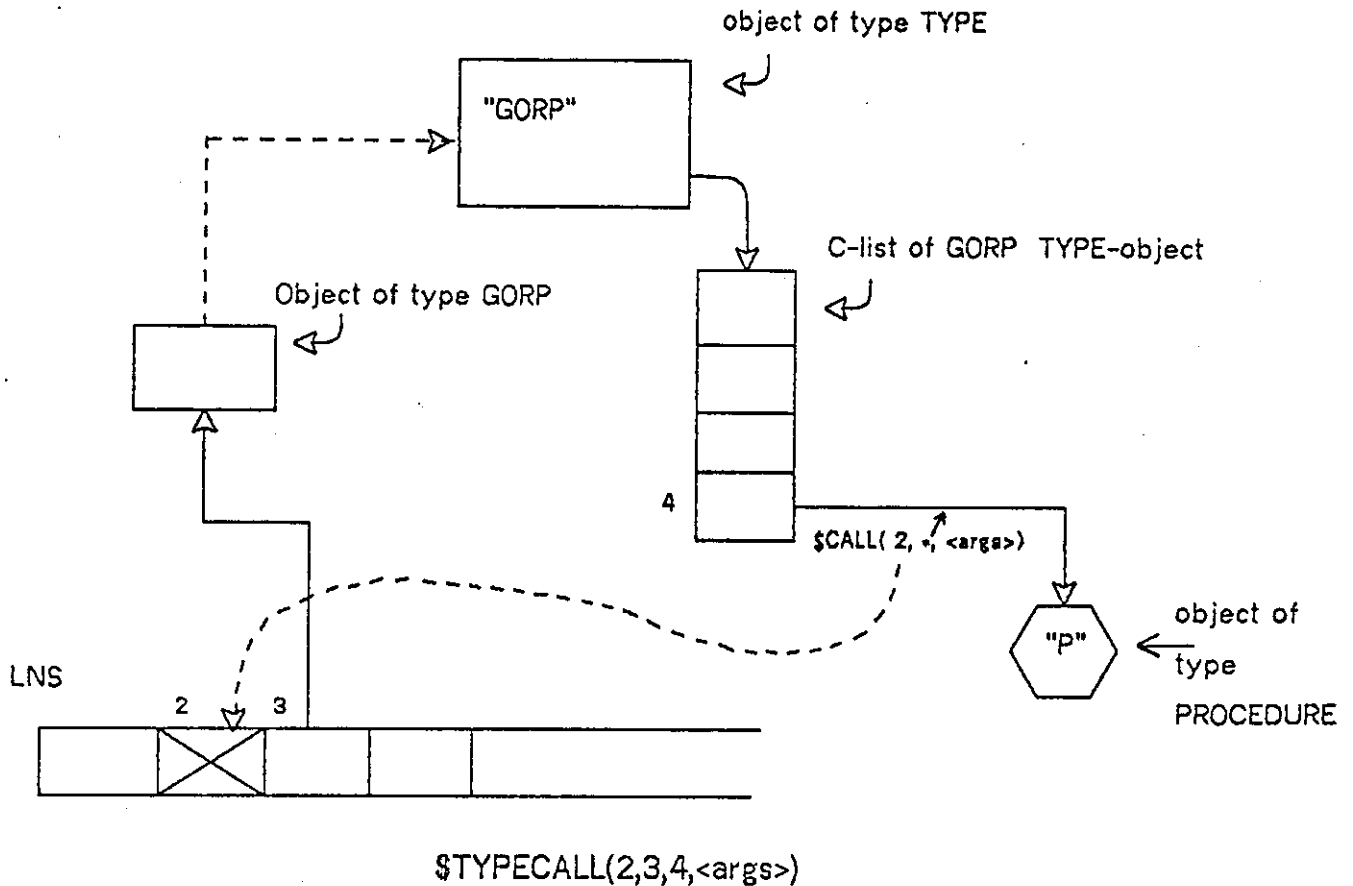 object of type TYPE
"GORP"
C-list of GORP TYPE-object
Object of type GORP
4
$CALL( 2, *, <args>)
"P"
object of
type
PROCEDURE
LNS
2
3
$TYPECALL(2,3,4,<args>)